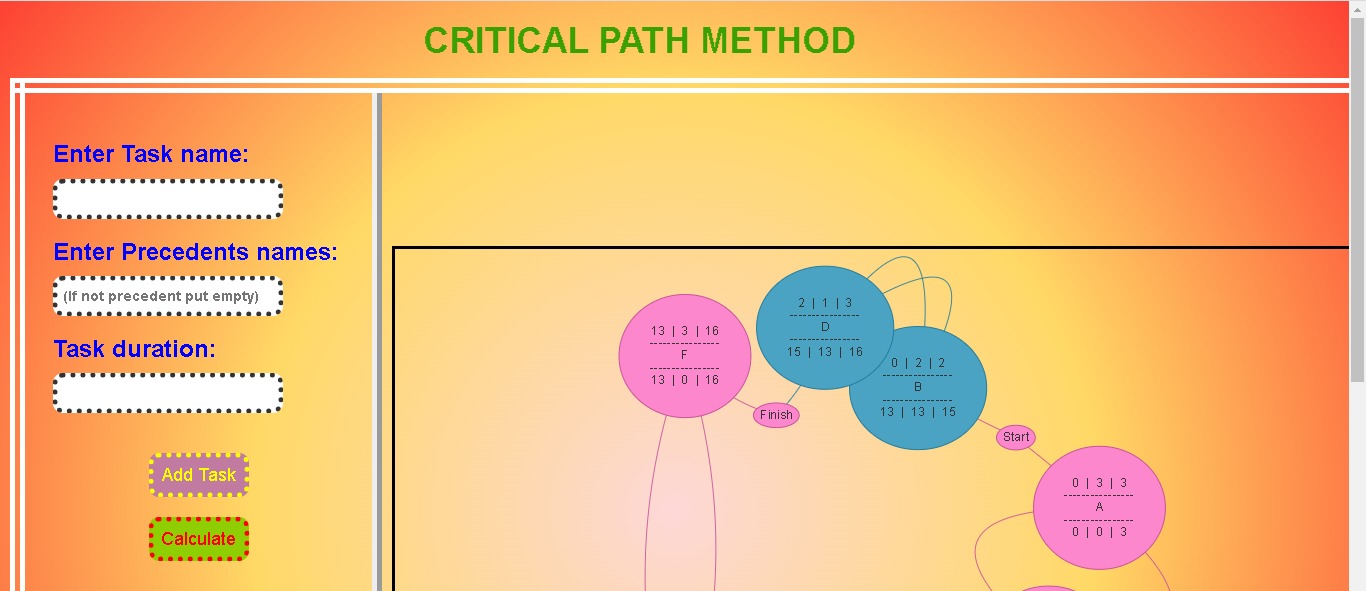 CRITICAL PATH METHOD
Enter Task name:
Enter Precedents names:
(If not precedent put empty)
Task duration:
Add Task
Calculate
13 | 3 | 16
------------------
F
------------------
13 | 0 | 16
2 | 1 | 3
------------------
D
------------------
15 | 13 | 16
0 | 2 | 2
------------------
B
------------------
13 | 13 | 15
Finish
Start
0 | 3 | 3
------------------
A
------------------
0 | 0 | 3